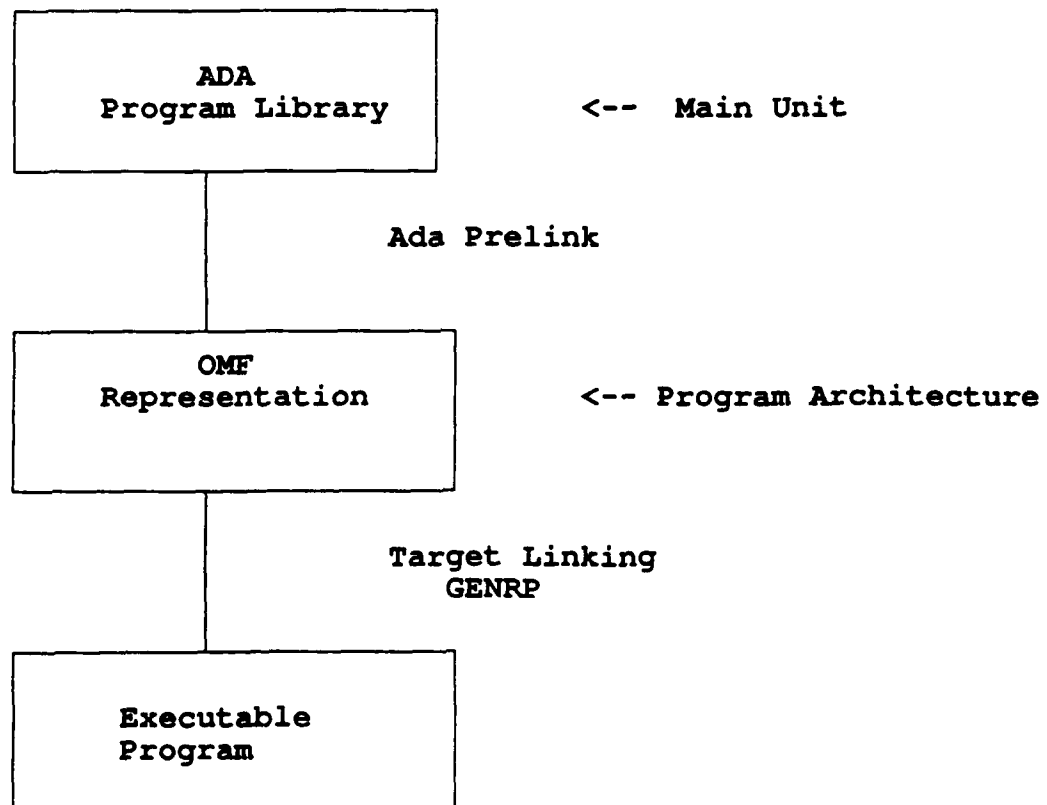 ADA
Program Library
<-- Main Unit
Ada Prelink
OMF
Representation
<-- Program Architecture
Target Linking
GENRP
Executable
Program